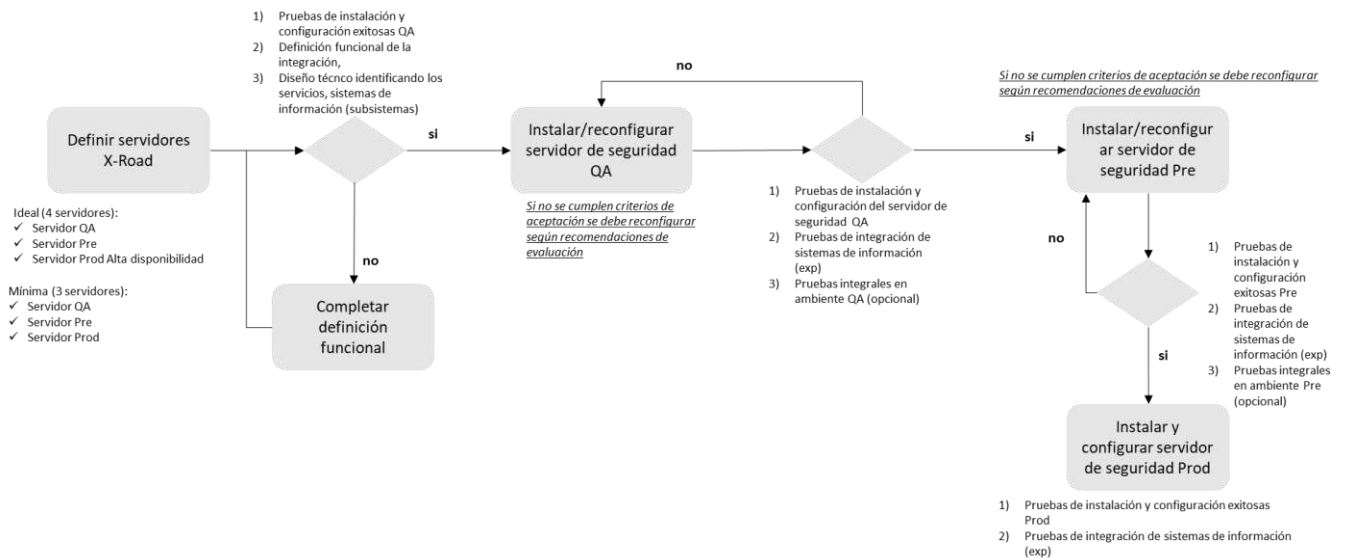 1) Pruebas de instalación y
configuración exitosas QA
2) Definición funcional de la
integración,
3) Diseño técnco identificando los
servicios, sistemas de
información (subsistemas)
Definir servidores
X-Road
Ideal (4 servidores):
✓ Servidor QA
✓ Servidor Pre
✓ Servidor Prod Alta disponibilidad
Mínima (3 servidores):
✓ Servidor QA
✓ Servidor Pre
✓ Servidor Prod
si
no
Completar
definición
funcional
no
Instalar/reconfigurar
servidor de seguridad
QA
Si no se cumplen criterios de
aceptación se debe reconfigurar
según recomendaciones de
evaluación
1) Pruebas de instalación y
configuración del servidor de
seguridad QA
2) Pruebas de integración de
sistemas de información
(exp)
3) Pruebas integrales en
ambiente QA (opcional)
si
Si no se cumplen criterios de aceptación se debe reconfigurar
según recomendaciones de evaluación
Instalar/reconfigur
ar servidor de
seguridad Pre
no
1) Pruebas de
instalación y
configuración
exitosas Pre
2) Pruebas de
integración de
sistemas de
información (exp)
3) Pruebas integrales
en ambiente Pre
(opcional)
si
Instalar y
configurar servidor
de seguridad Prod
1) Pruebas de instalación y configuración exitosas
Prod
2) Pruebas de integración de sistemas de información
(exp)